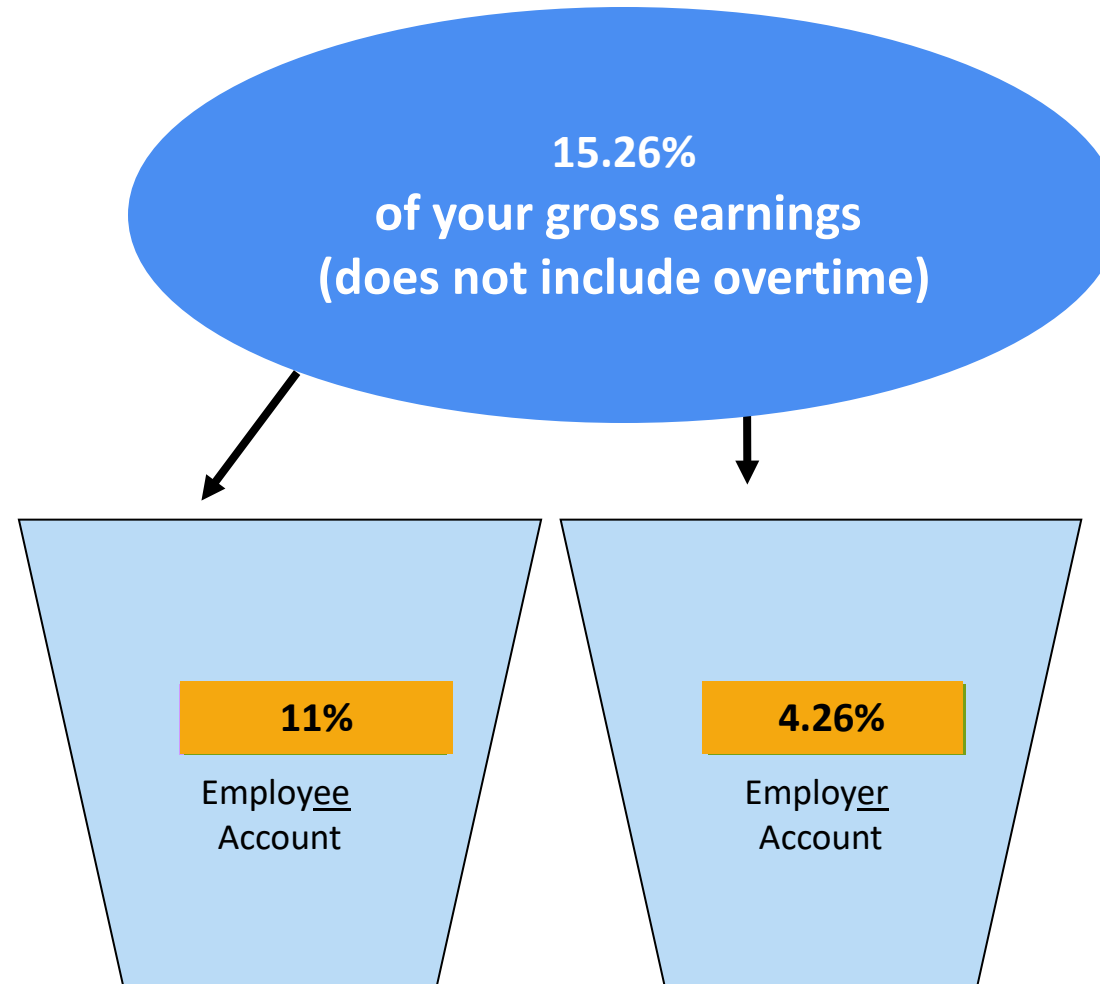 15.26%
of your gross earnings
(does not include overtime)
11%
Employee
Account
4.26%
Employer
Account